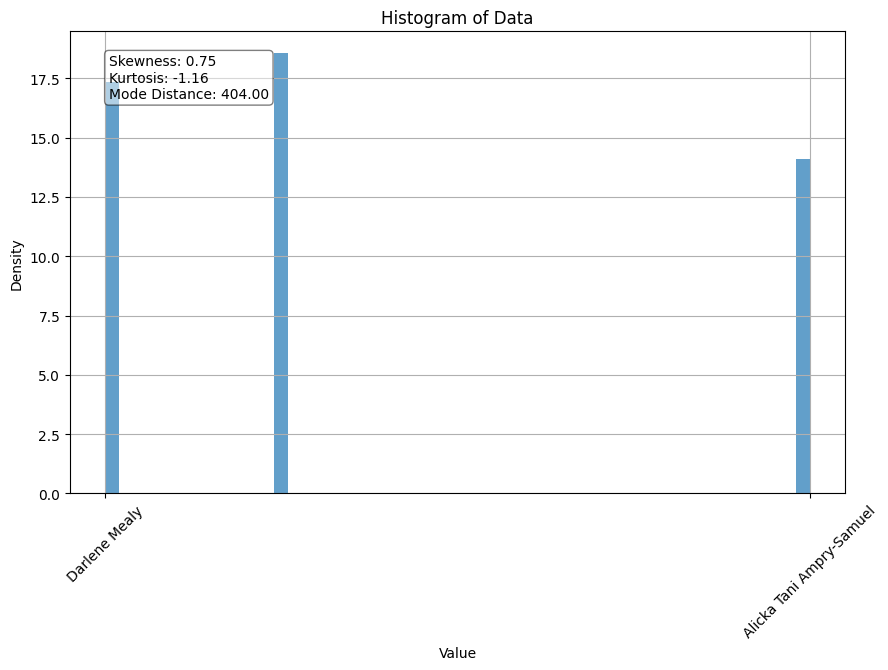 Histogram of Data
Skewness: 0.75
Kurtosis: -1.16
Mode Distance: 404.00
17.5
15.0
12.5
10.0
7.5
5.0
2.5
0.0
Density
Darlene Mealy
Alicka Tani Ampry-Samuel
Value